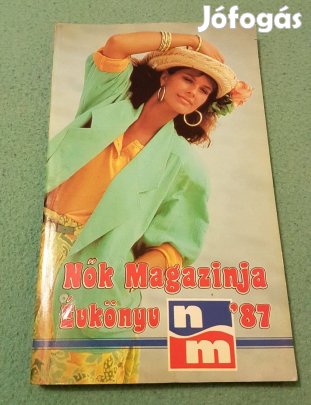 Jófogás
Nők Magazinja
Évkönyv '87
nm